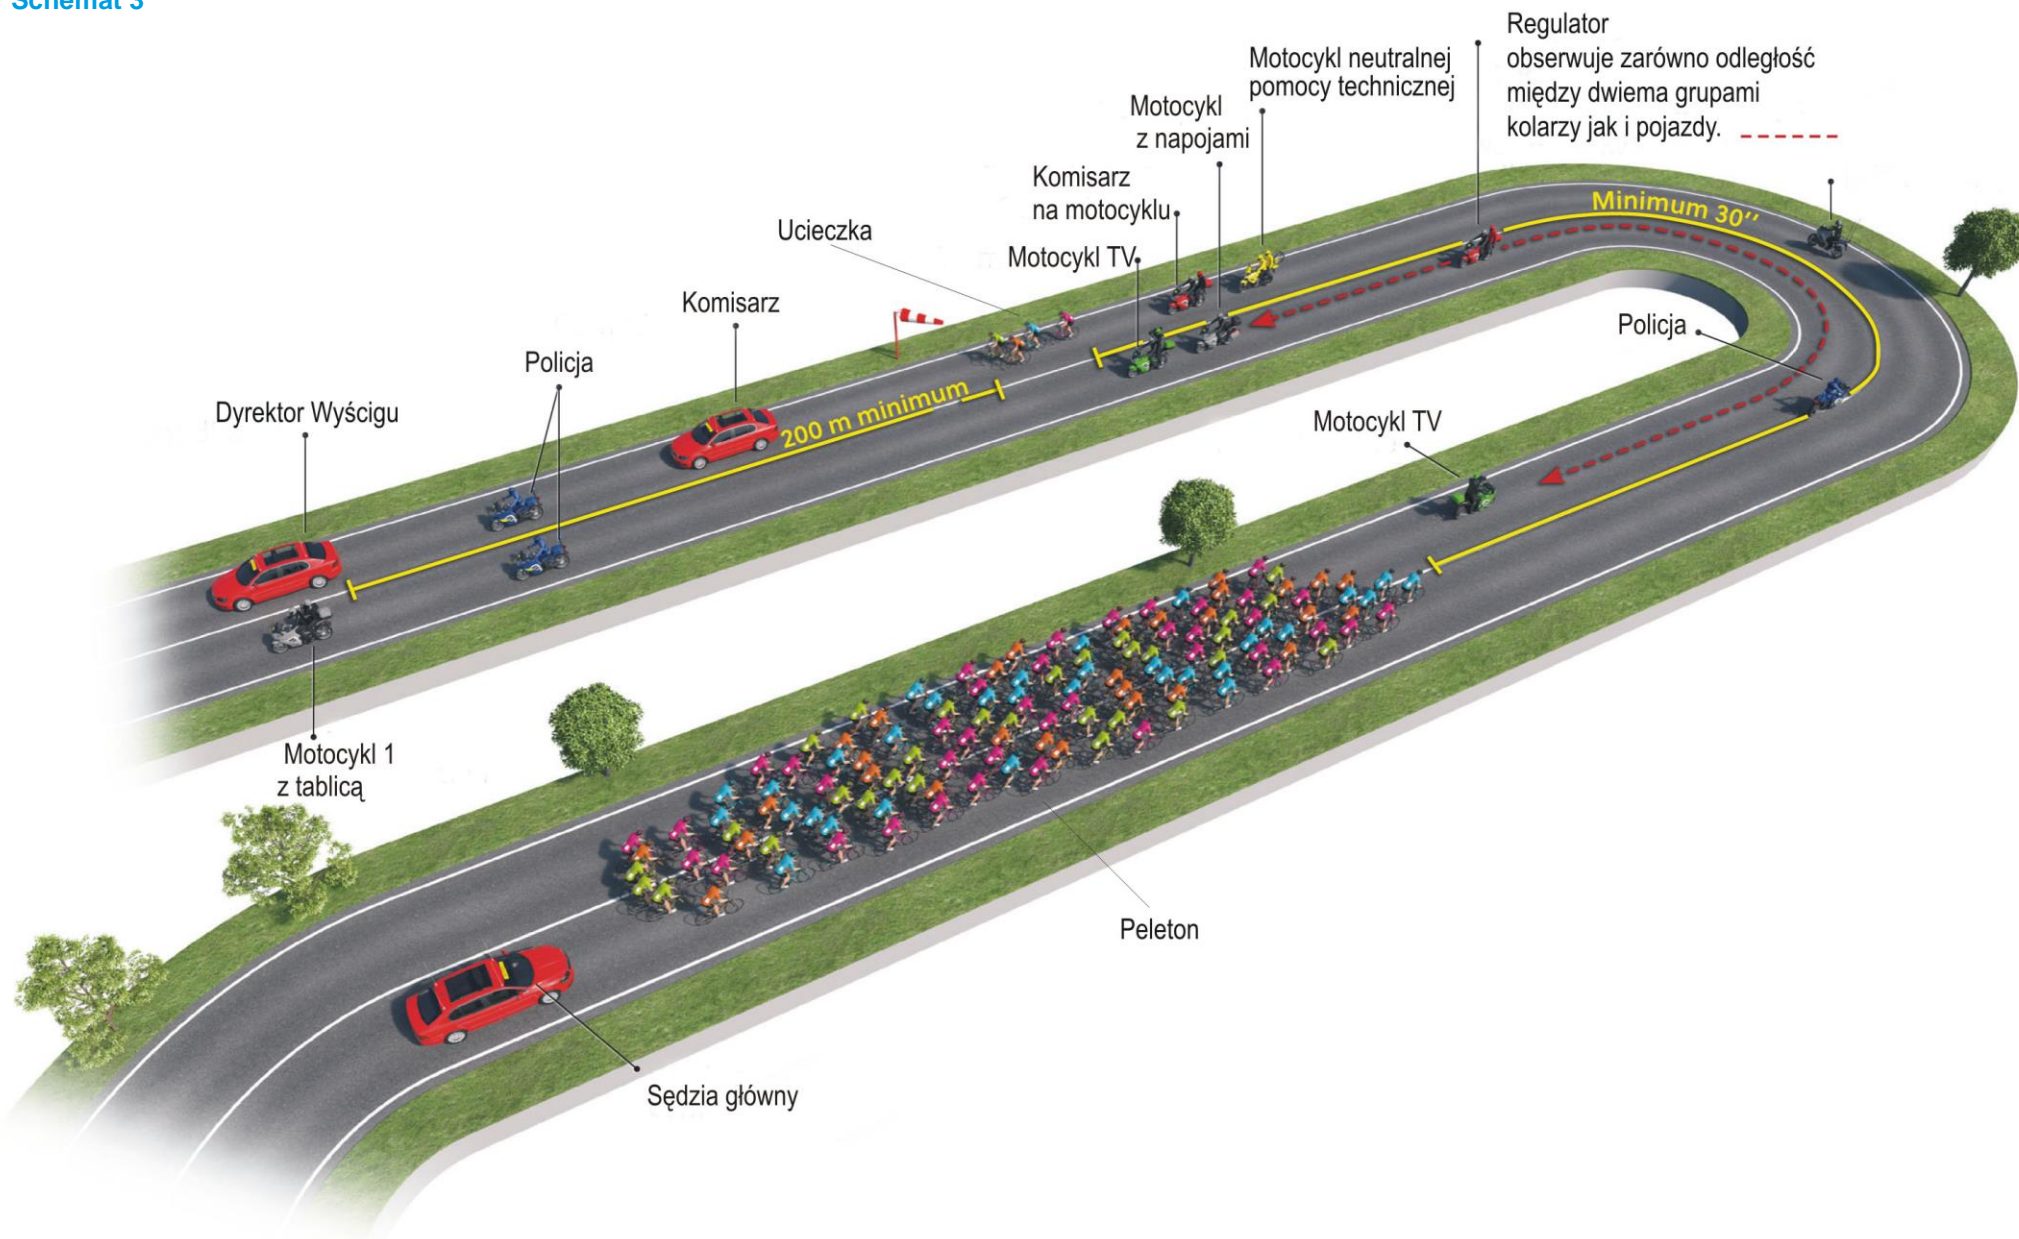 Schemat 3
Regulator
obserwuje zarówno odległość
między dwiema grupami
kolarzy jak i pojazdy.
Motocykl neutralnej
pomocy technicznej
Motocykl
z napojami
Komisarz
na motocyklu
Motocykl TV
Ucieczka
Komisarz
Policja
Dyrektor Wyścigu
Minimum 30’’
200 m minimum
Policja
Motocykl TV
Motocykl 1
z tablicą
Peleton
Sędzia główny